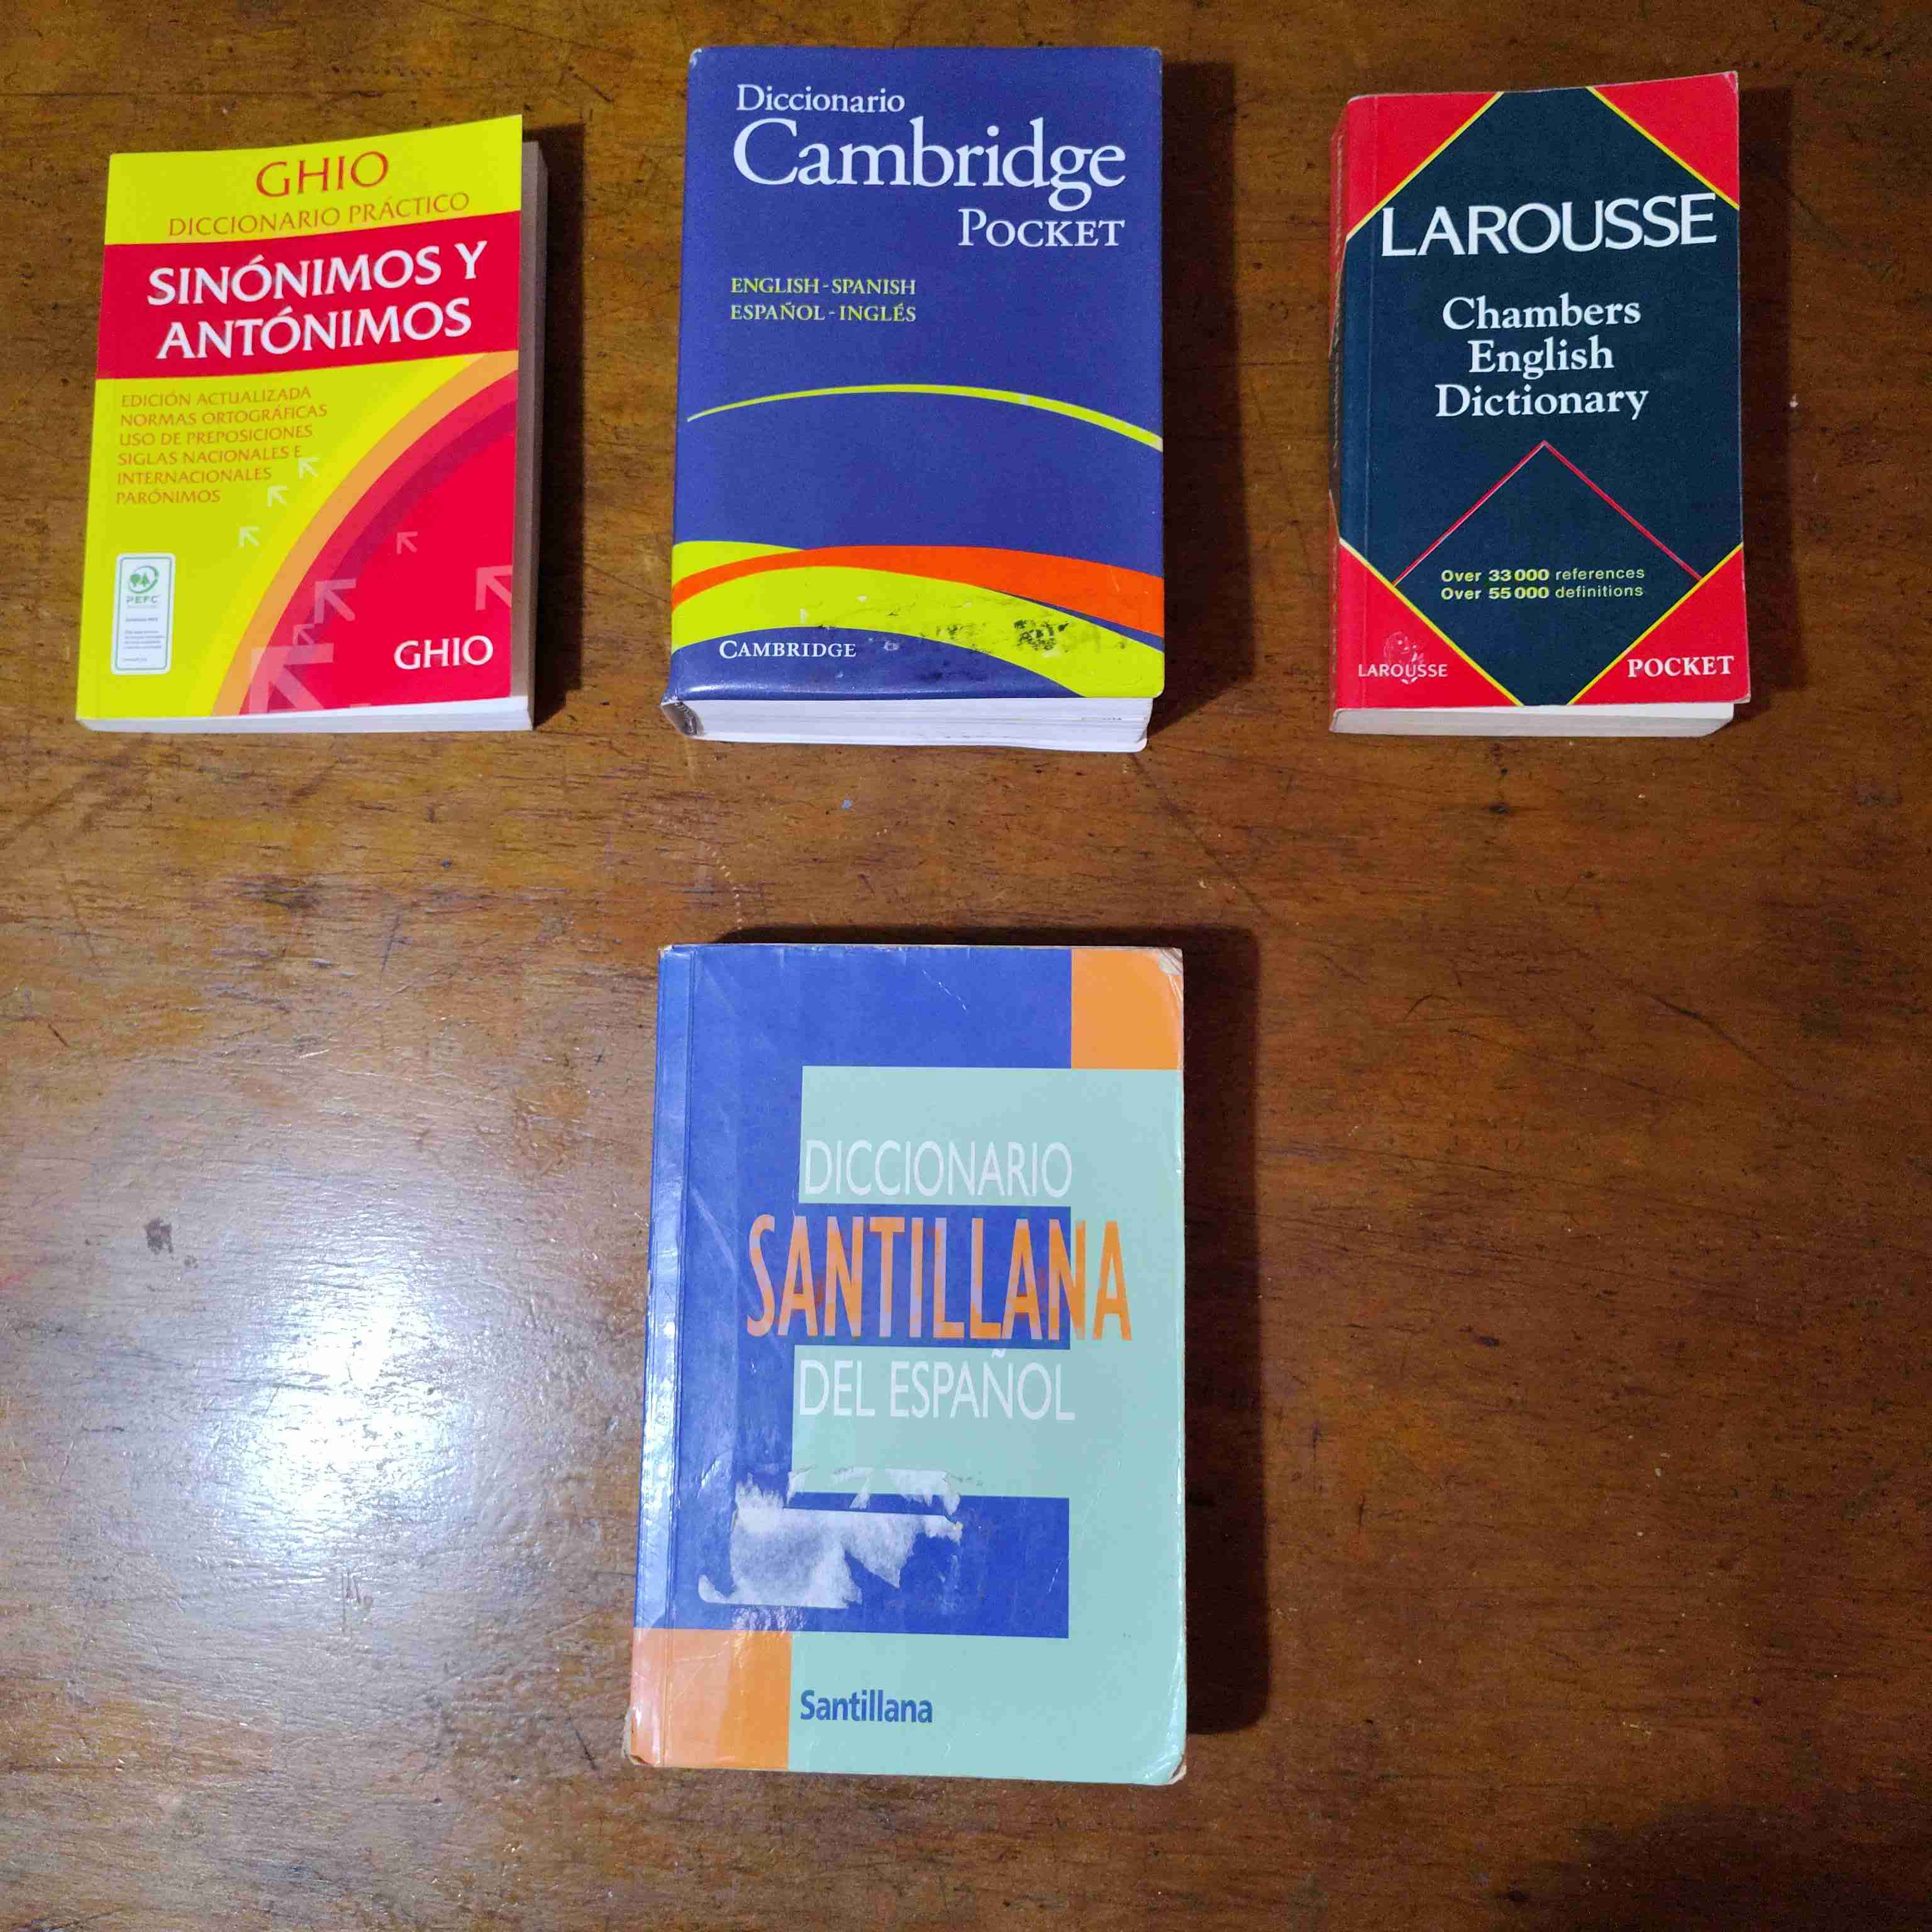 GHIO
DICCIONARIO PRÁCTICO
SINÓNIMOS Y
ANTÓNIMOS
EDICIÓN ACTUALIZADA
NORMAS ORTOGRÁFICAS
USO DE PREPOSICIONES
SIGLAS NACIONALES E
INTERNACIONALES
PARÓNIMOS
PEFC
GHIO
Diccionario
Cambridge
POCKET
ENGLISH - SPANISH
ESPAÑOL - INGLÉS
CAMBRIDGE
LAROUSSE
Chambers
English
Dictionary
Over 33 000 references
Over 55 000 definitions
LAROUSSE
POCKET
DICCIONARIO
SANTILLANA
DEL ESPAÑOL
Santillana